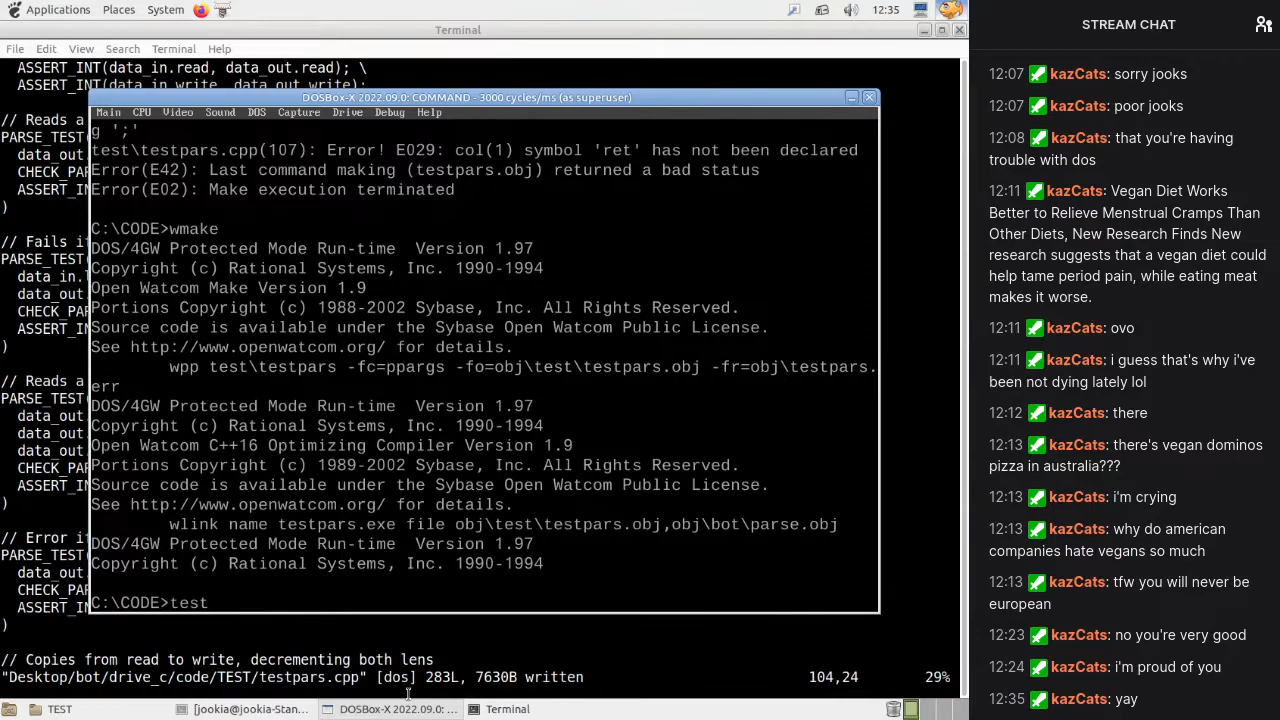 Applications Places System 12:35
Terminal
File Edit View Search Terminal Help
ASSERT_INT(data_in.read, data_out.read); \
ASSERT_INT(data_in.write, data_out.write);
// Reads a
PARSE_TEST(
data_out
CHECK_PA
ASSERT_IN
)
// Fails i
PARSE_TEST
data_in.
data_out
CHECK_PA
ASSERT_IN
)
// Reads a
PARSE_TEST
data_out
data_out
data_out
CHECK_PA
ASSERT_IN
)
// Error i
PARSE_TEST
data_out
CHECK_PA
ASSERT_IN
)
// Copies from read to write, decrementing both lens
"Desktop/bot/drive_c/code/TEST/testpars.cpp" [dos] 283L, 7630B written 104,24 29%
DOSBox-X 2022.09.0: COMMAND - 3000 cycles/ms (as superuser)
Main CPU Video Sound DOS Capture Drive Debug Help
g ';'
test\testpars.cpp(107): Error! E029: col(1) symbol 'ret' has not been declared
Error(E42): Last command making (testpars.obj) returned a bad status
Error(E02): Make execution terminated
C:\CODE>wmake
DOS/4GW Protected Mode Run-time Version 1.97
Copyright (c) Rational Systems, Inc. 1990-1994
Open Watcom Make Version 1.9
Portions Copyright (c) 1988-2002 Sybase, Inc. All Rights Reserved.
Source code is available under the Sybase Open Watcom Public License.
See http://www.openwatcom.org/ for details.
wpp test\testpars -fc=ppargs -fo=obj\test\testpars.obj -fr=obj\testpars.
err
DOS/4GW Protected Mode Run-time Version 1.97
Copyright (c) Rational Systems, Inc. 1990-1994
Open Watcom C++16 Optimizing Compiler Version 1.9
Portions Copyright (c) 1989-2002 Sybase, Inc. All Rights Reserved.
Source code is available under the Sybase Open Watcom Public License.
See http://www.openwatcom.org/ for details.
wlink name testpars.exe file obj\test\testpars.obj,obj\bot\parse.obj
DOS/4GW Protected Mode Run-time Version 1.97
Copyright (c) Rational Systems, Inc. 1990-1994
C:\CODE>test
TEST [jookia@jookia-Stan... DOSBox-X 2022.09.0: ... Terminal
STREAM CHAT
12:07 kazCats: sorry jooks
12:07 kazCats: poor jooks
12:08 kazCats: that you're having
trouble with dos
12:11 kazCats: Vegan Diet Works
Better to Relieve Menstrual Cramps Than
Other Diets, New Research Finds New
research suggests that a vegan diet could
help tame period pain, while eating meat
makes it worse.
12:11 kazCats: ovo
12:11 kazCats: i guess that's why i've
been not dying lately lol
12:12 kazCats: there
12:13 kazCats: there's vegan dominos
pizza in australia???
12:13 kazCats: i'm crying
12:13 kazCats: why do american
companies hate vegans so much
12:13 kazCats: tfw you will never be
european
12:23 kazCats: no you're very good
12:24 kazCats: i'm proud of you
12:35 kazCats: yay